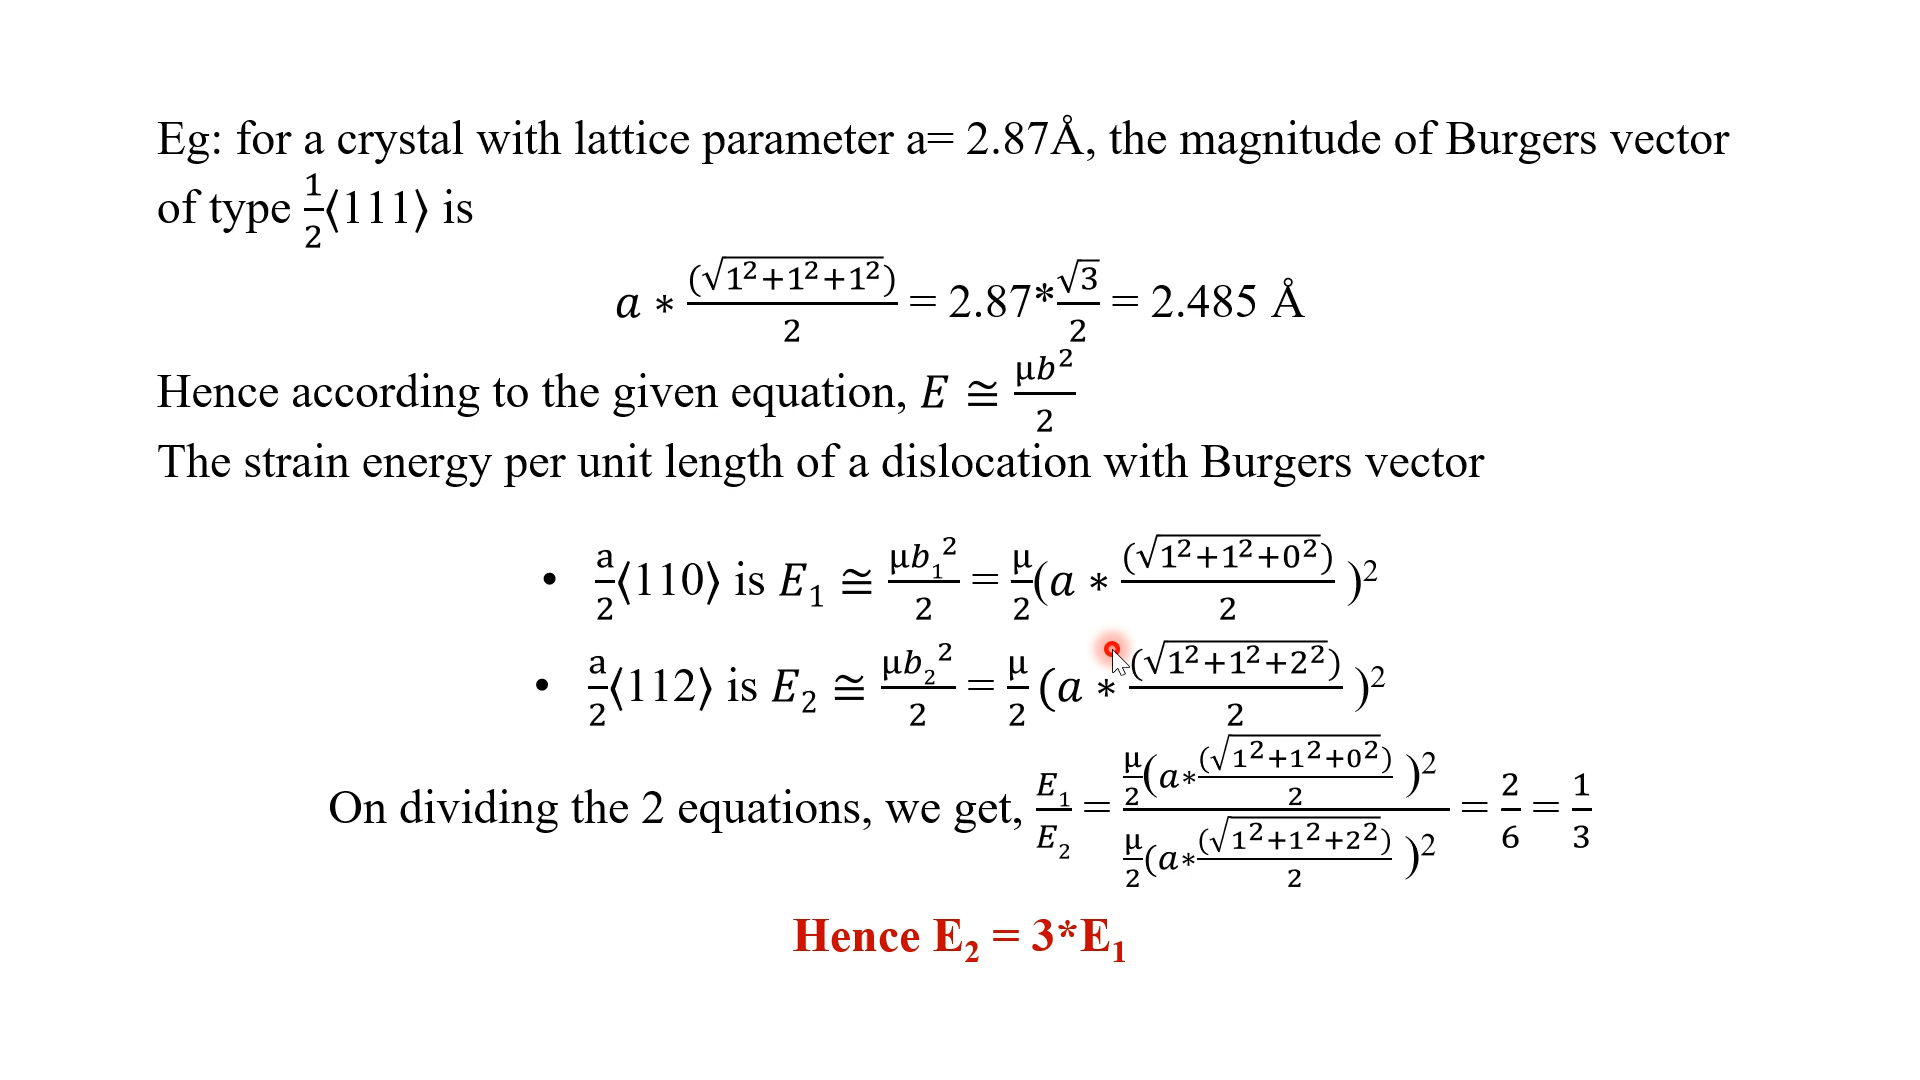 Eg: for a crystal with lattice parameter a= 2.87Å, the magnitude of Burgers vector
of type 1/2⟨111⟩ is
a ∗ (√(1²+1²+1²))/2 = 2.87*√3/2 = 2.485 Å
Hence according to the given equation, E ≅ µb²/2
The strain energy per unit length of a dislocation with Burgers vector
• a/2⟨110⟩ is E₁ ≅ µb₁²/2 = µ/2(a ∗ (√(1²+1²+0²))/2 )²
• a/2⟨112⟩ is E₂ ≅ µb₂²/2 = µ/2 (a ∗ (√(1²+1²+2²))/2 )²
On dividing the 2 equations, we get, E₁/E₂ = µ/2(a∗(√(1²+1²+0²))/2 )² / µ/2(a∗(√(1²+1²+2²))/2 )² = 2/6 = 1/3
Hence E₂ = 3*E₁